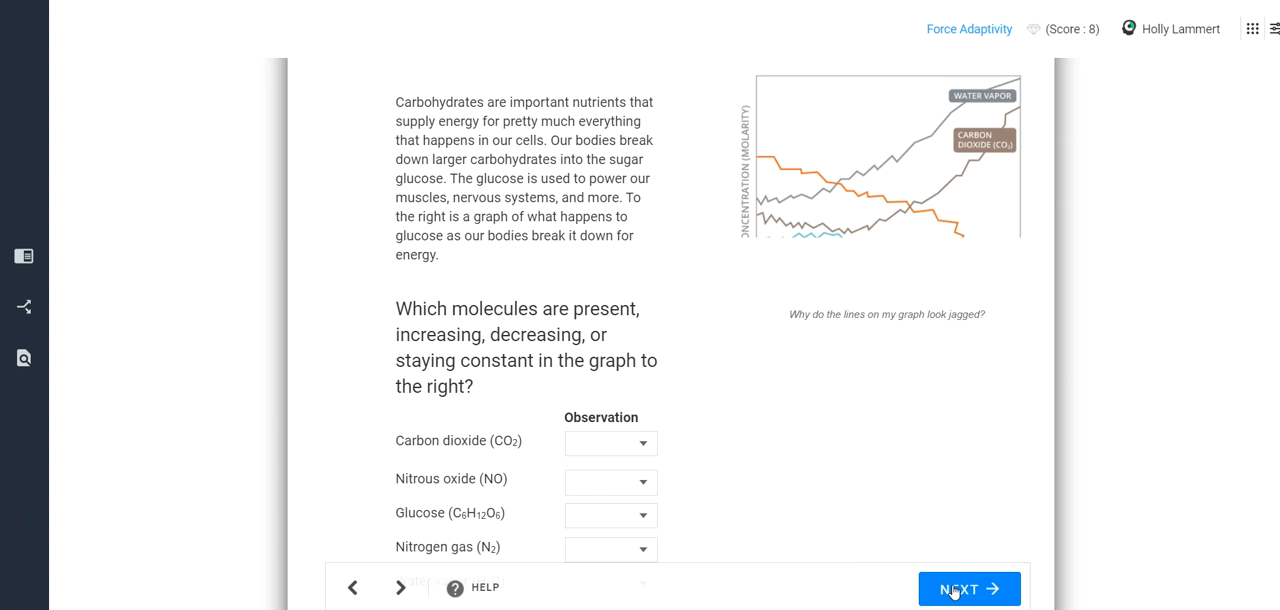 Force Adaptivity (Score : 8) Holly Lammert
Carbohydrates are important nutrients that
supply energy for pretty much everything
that happens in our cells. Our bodies break
down larger carbohydrates into the sugar
glucose. The glucose is used to power our
muscles, nervous systems, and more. To
the right is a graph of what happens to
glucose as our bodies break it down for
energy.
WATER VAPOR
CARBON
DIOXIDE (CO₂)
ONCENTRATION (MOLARITY)
Why do the lines on my graph look jagged?
Which molecules are present,
increasing, decreasing, or
staying constant in the graph to
the right?
Observation
Carbon dioxide (CO₂)
Nitrous oxide (NO)
Glucose (C₆H₁₂O₆)
Nitrogen gas (N₂)
HELP
NEXT